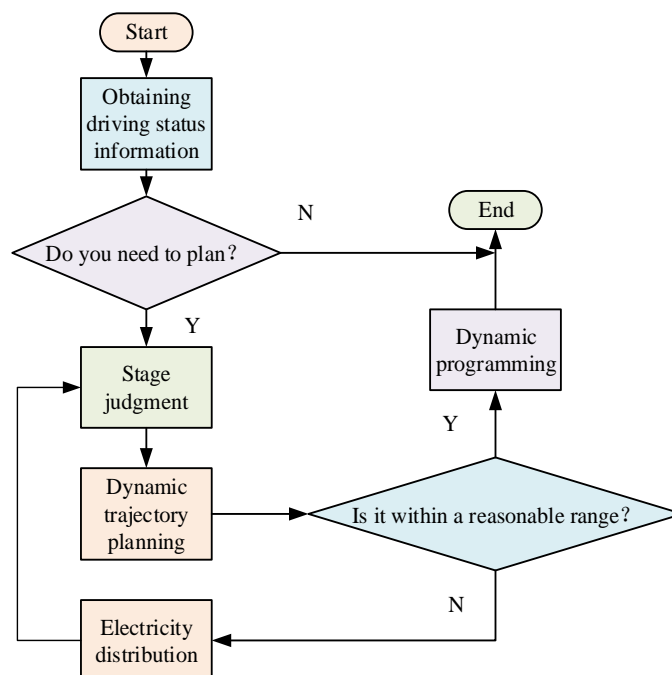 Start
Obtaining
driving status
information
N
End
Do you need to plan?
Y
Dynamic
programming
Stage
judgment
Y
Dynamic
trajectory
planning
Is it within a reasonable range?
N
Electricity
distribution